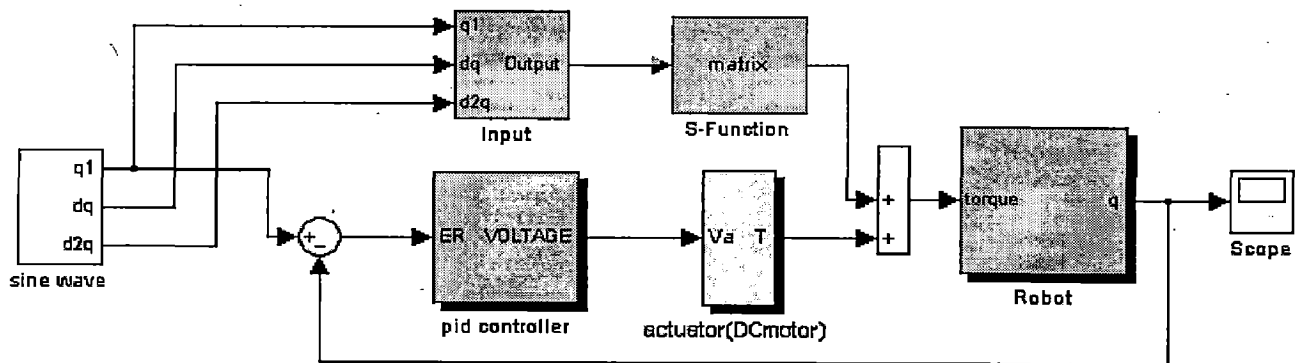 q1
dq Output
d2q
Input
matrix
S-Function
q1
dq
d2q
sine wave
+
−
ER VOLTAGE
pid controller
Va T
actuator(DCmotor)
+
+
torque q
Robot
Scope